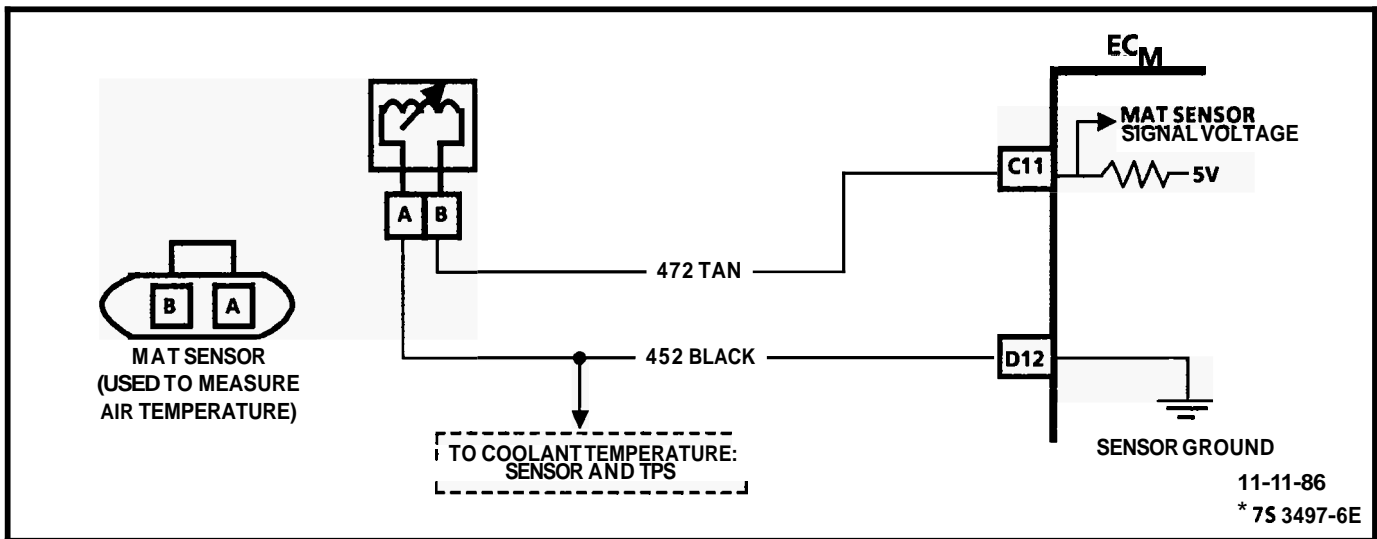 ECM
MAT SENSOR
SIGNAL VOLTAGE
C11
5V
A B
472 TAN
B A
MAT SENSOR
(USED TO MEASURE
AIR TEMPERATURE)
452 BLACK
D12
TO COOLANT TEMPERATURE:
SENSOR AND TPS
SENSOR GROUND
11-11-86
* 7S 3497-6E